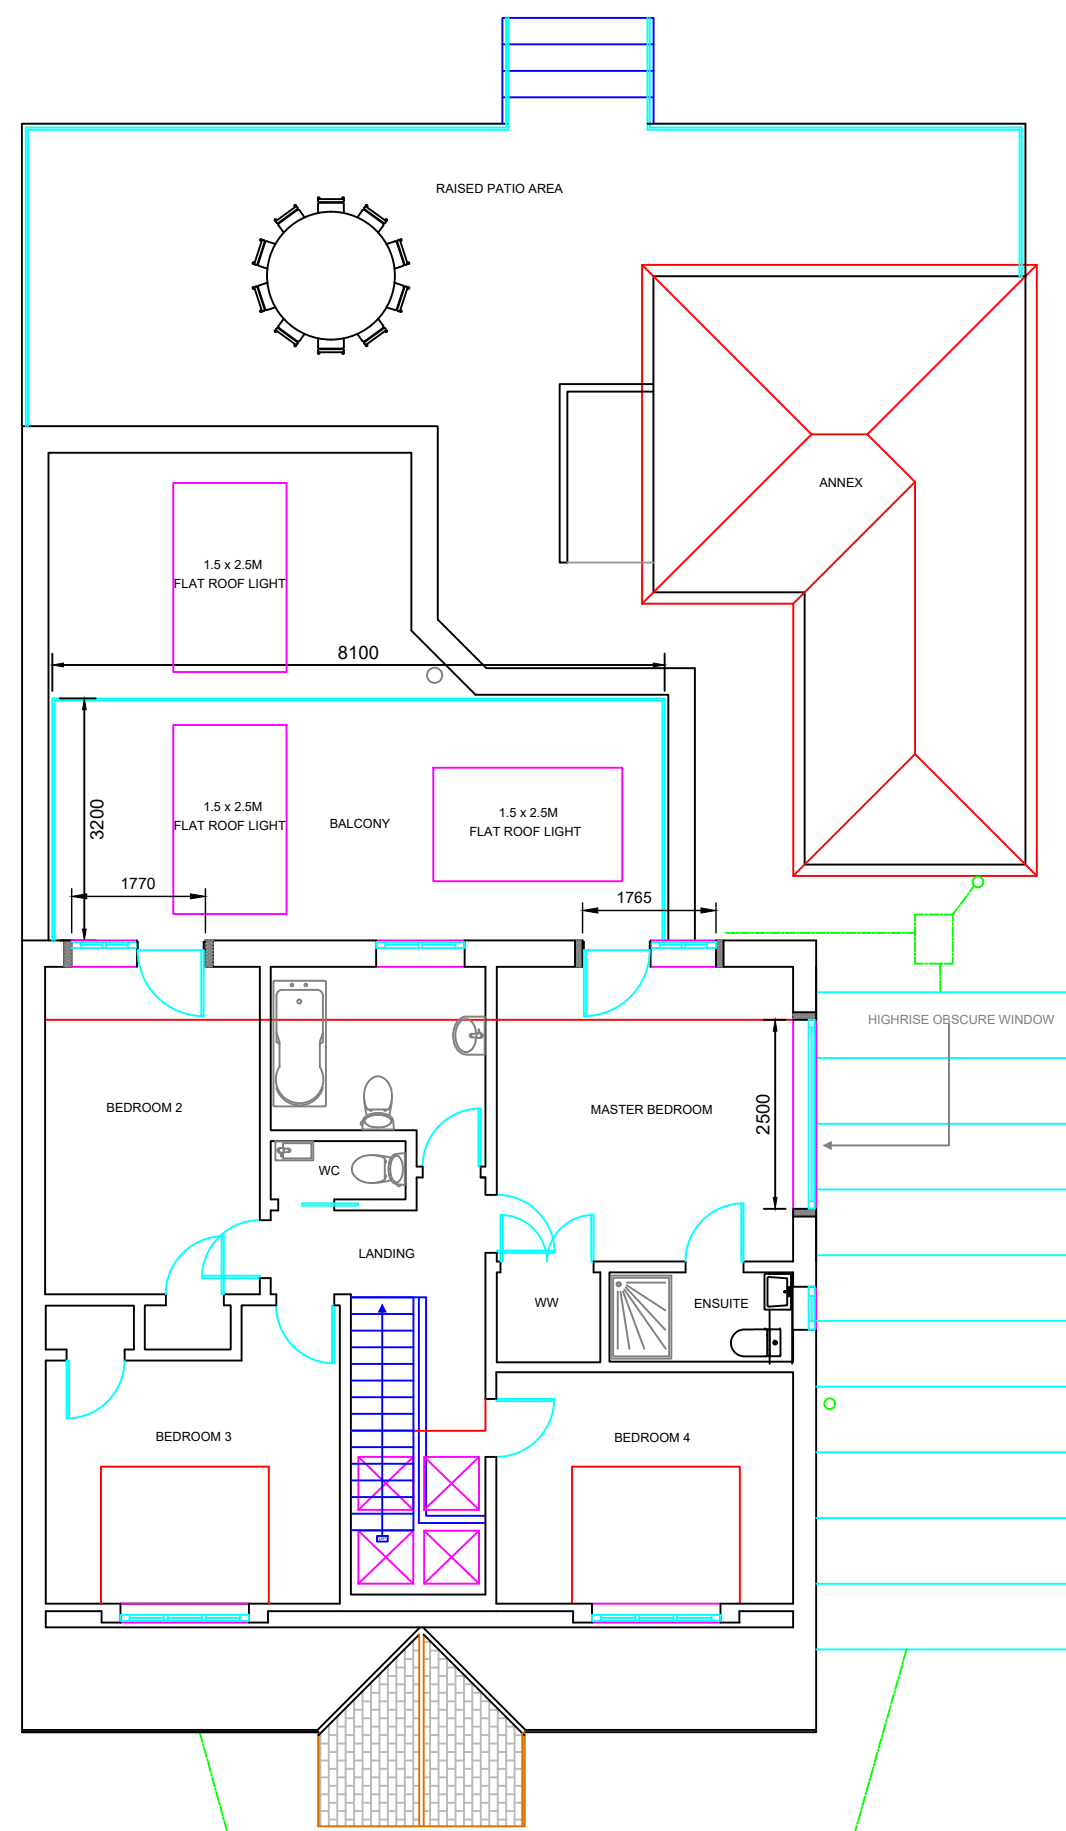 RAISED PATIO AREA
ANNEX
1.5 x 2.5M
FLAT ROOF LIGHT
8100
3200
1.5 x 2.5M
FLAT ROOF LIGHT
BALCONY
1.5 x 2.5M
FLAT ROOF LIGHT
1770
1765
HIGHRISE OBSCURE WINDOW
BEDROOM 2
MASTER BEDROOM
2500
WC
LANDING
WW
ENSUITE
BEDROOM 3
BEDROOM 4